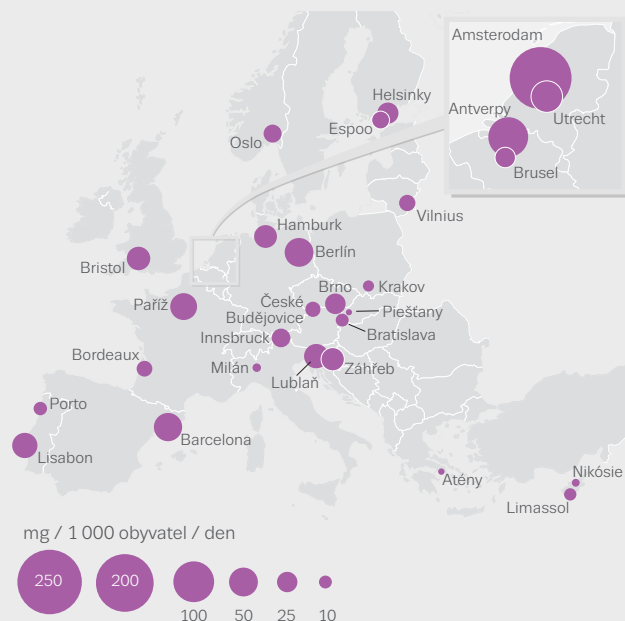 Amsterdam
Utrecht
Antverpy
Brusel
Helsinky
Espoo
Oslo
Vilnius
Hamburk
Berlín
Bristol
Paříž
Brno
Krakov
České
Budějovice
Piešťany
Bratislava
Innsbruck
Milán
Lublaň
Záhřeb
Bordeaux
Porto
Lisabon
Barcelona
Atény
Nikósie
Limassol
mg / 1 000 obyvatel / den
250
200
100
50
25
10